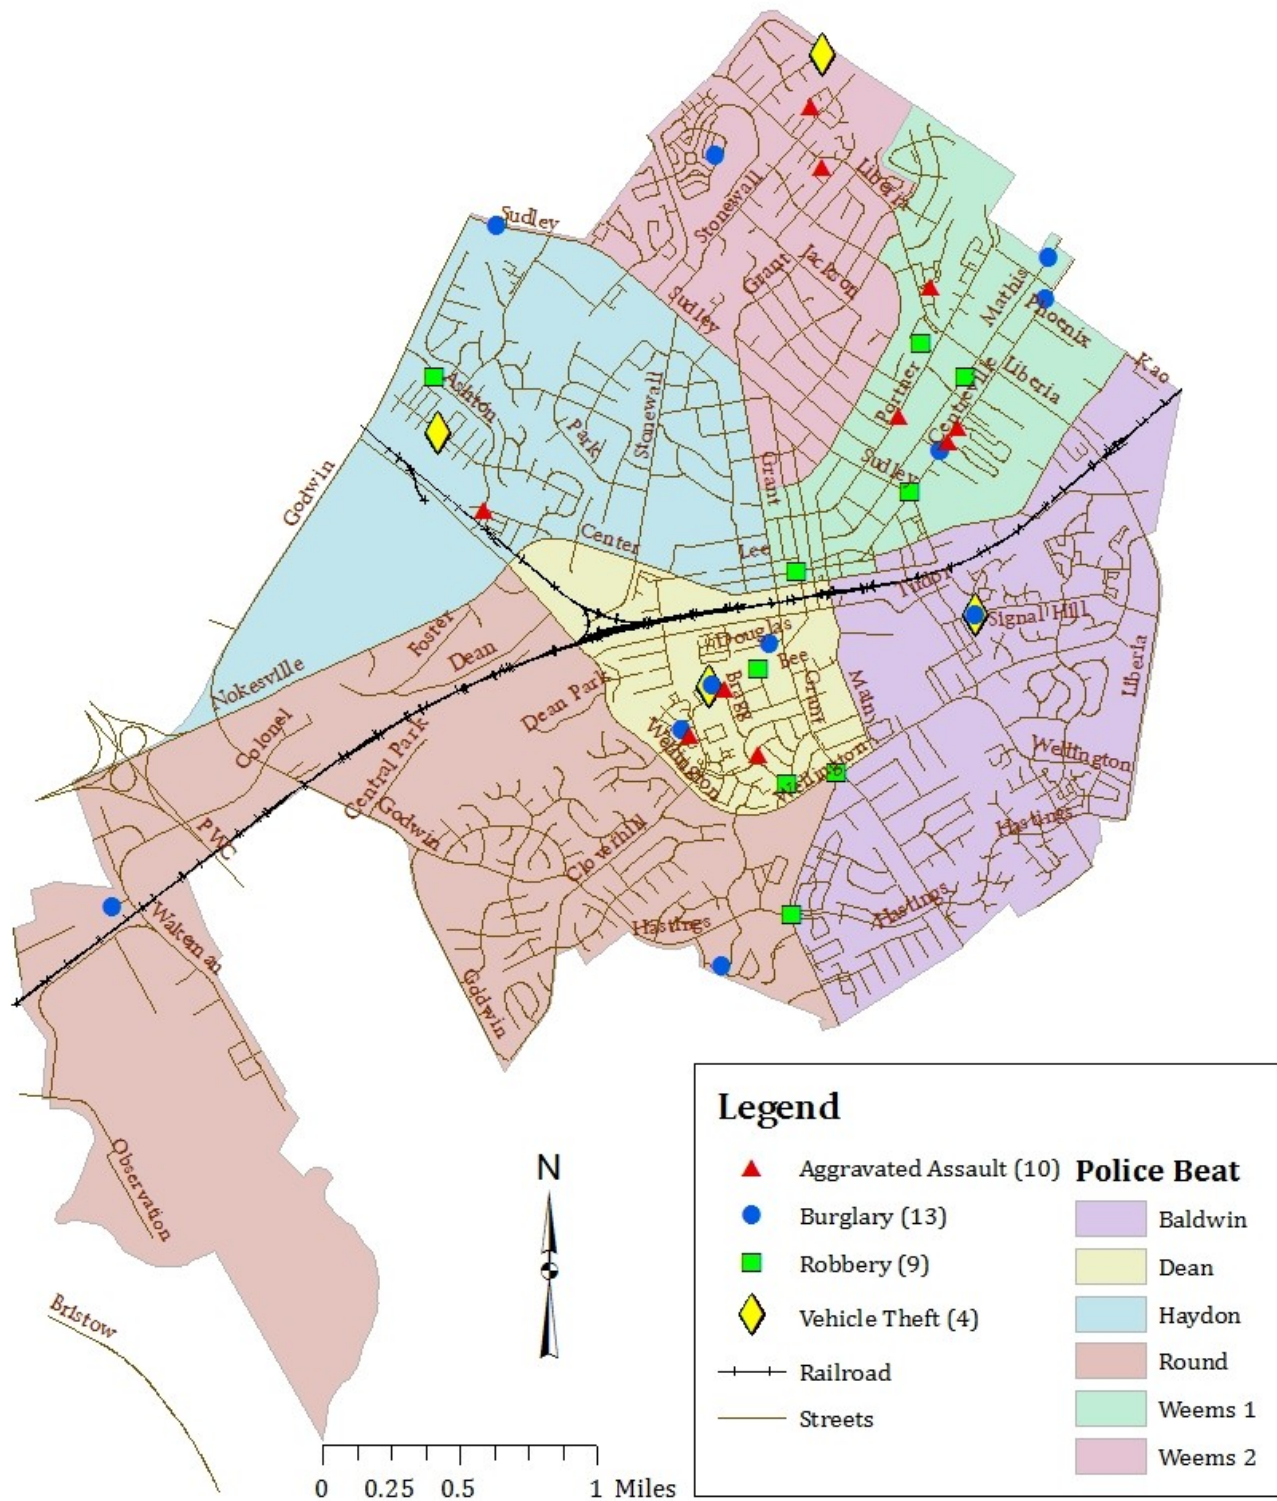 Liberia
Stonewall
Sudley
Grant
Jackson
Mathis
Sudley
Phoenix
Kao
Liberia
Ashton
Portner
Centreville
Stonewall
Park
Sudley
Grant
Godwin
Center
Lee
Tudor
Signal Hill
Foster
Douglas
Dean
Lee
Liberia
Nokesville
Dean Park
Bragg
Grant
Main
Colonel
Wellington
Wellington
Wellington
Central Park
Godwin
PWC
Cloverhill
Hastings
Hastings
Hastings
Wakeman
Godwin
Observation
Bristow
N
0 0.25 0.5 1 Miles
Legend
Aggravated Assault (10)
Burglary (13)
Robbery (9)
Vehicle Theft (4)
Railroad
Streets
Police Beat
Baldwin
Dean
Haydon
Round
Weems 1
Weems 2